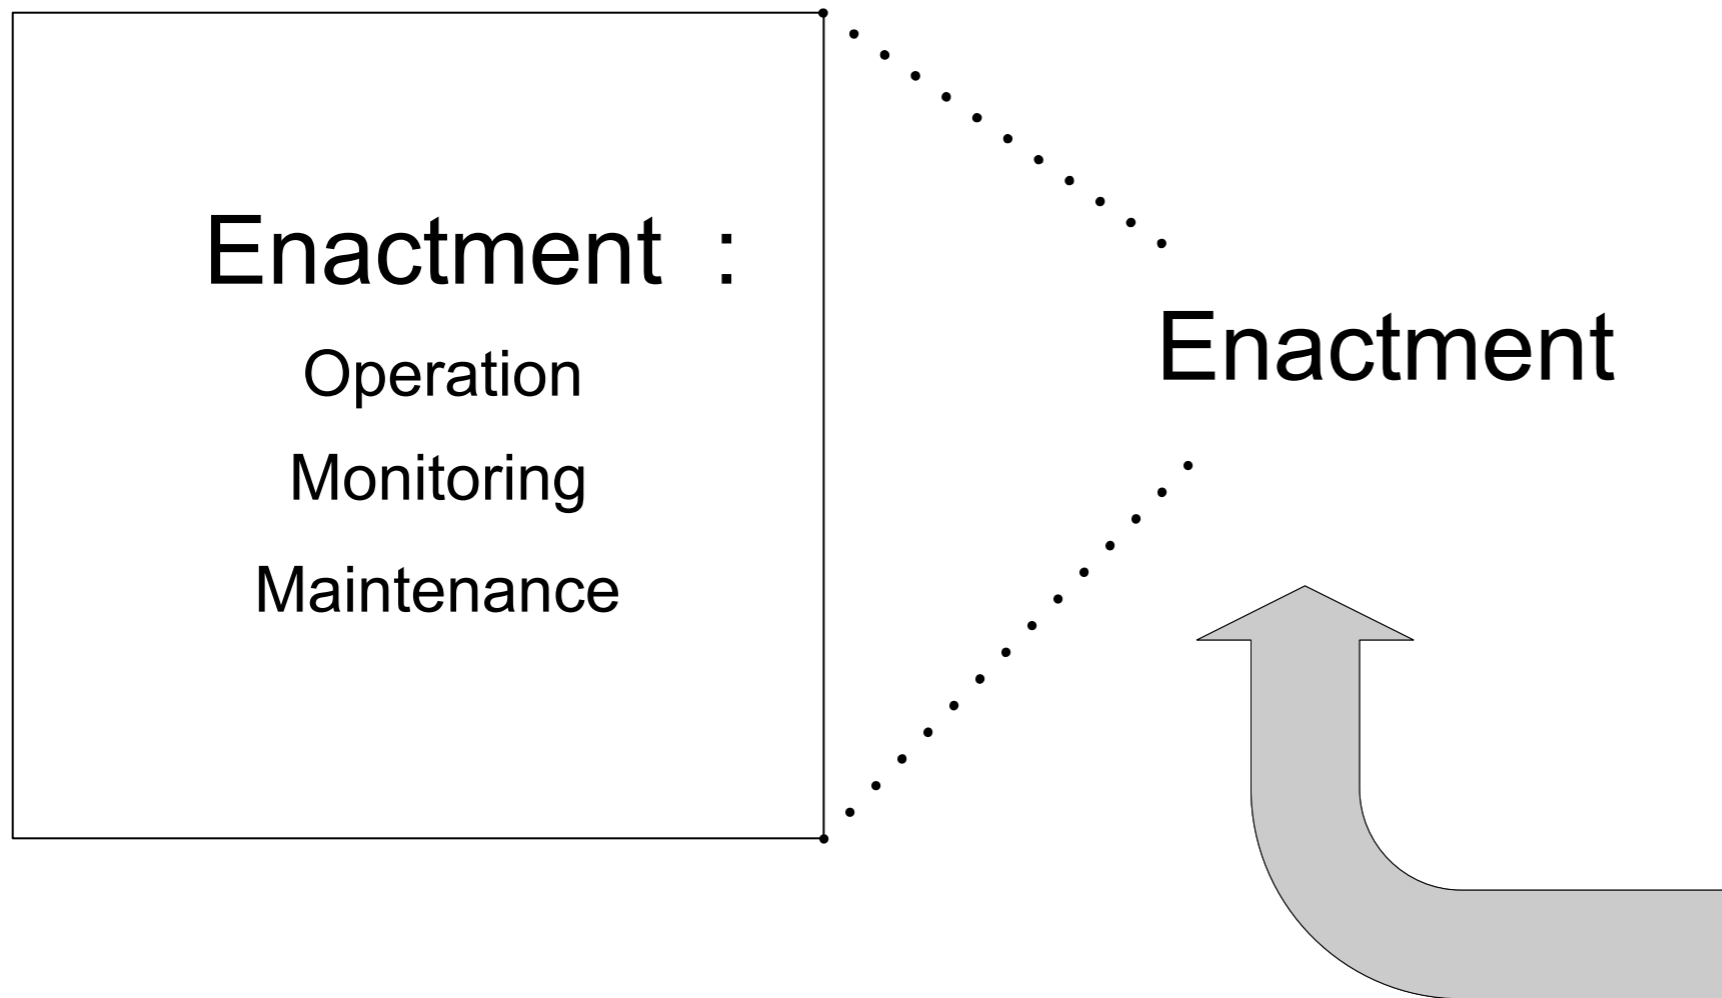 Enactment :
Operation
Monitoring
Maintenance
Enactment